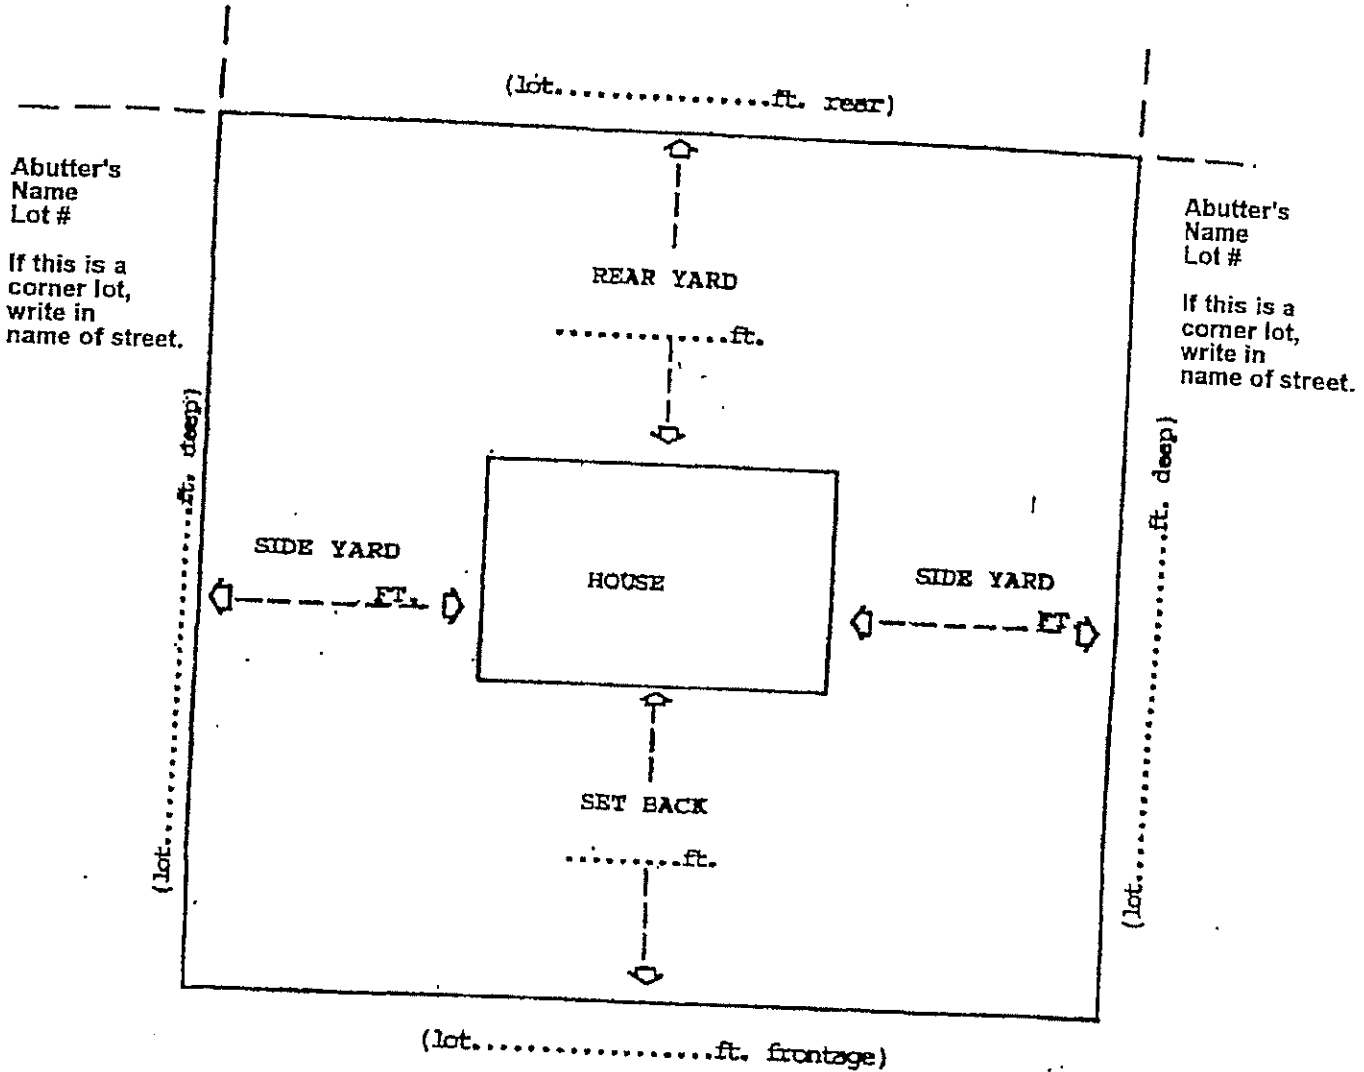 (lot.................ft. rear)
Abutter's
Name
Lot #
If this is a
corner lot,
write in
name of street.
Abutter's
Name
Lot #
If this is a
corner lot,
write in
name of street.
REAR YARD
.............ft.
(lot..........................ft. deep)
(lot..........................ft. deep)
SIDE YARD
FT.
HOUSE
SIDE YARD
FT
SET BACK
.........ft.
(lot...................ft. frontage)